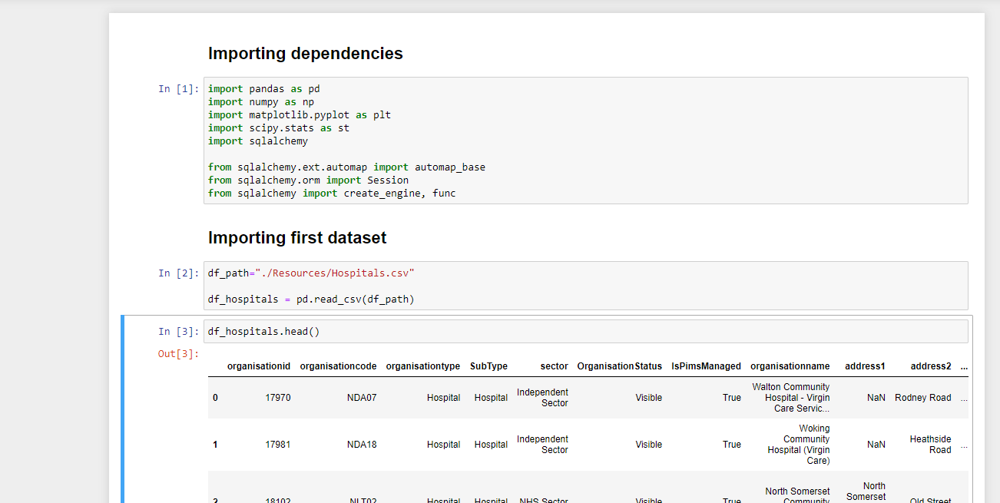 Importing dependencies
In [1]:
import pandas as pd
import numpy as np
import matplotlib.pyplot as plt
import scipy.stats as st
import sqlalchemy
from sqlalchemy.ext.automap import automap_base
from sqlalchemy.orm import Session
from sqlalchemy import create_engine, func
Importing first dataset
In [2]:
df_path="./Resources/Hospitals.csv"
df_hospitals = pd.read_csv(df_path)
In [3]:
df_hospitals.head()
Out[3]:
organisationid organisationcode organisationtype SubType sector OrganisationStatus IsPimsManaged organisationname address1 address2 ...
0 17970 NDA07 Hospital Hospital Independent Sector Visible True Walton Community Hospital - Virgin Care Servic... NaN Rodney Road ...
1 17981 NDA18 Hospital Hospital Independent Sector Visible True Woking Community Hospital (Virgin Care) NaN Heathside Road ...
2 18102 NLT02 Hospital Hospital NHS Sector Visible True North Somerset Community North Somerset Old Street